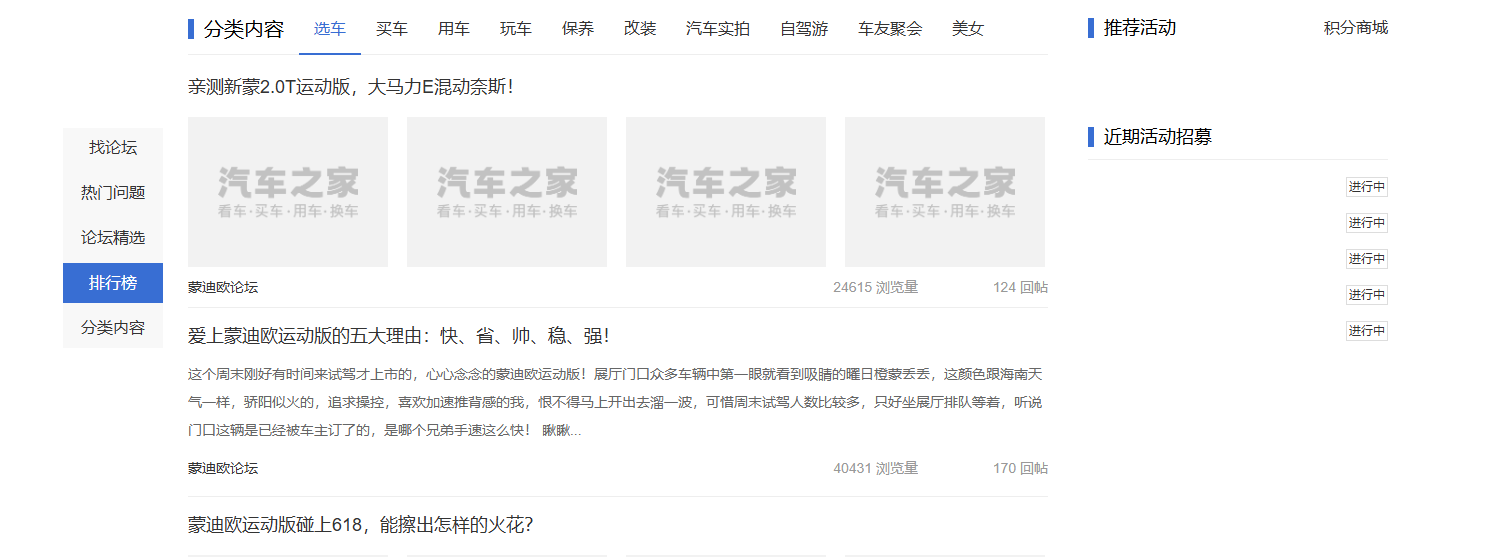 分类内容 选车 买车 用车 玩车 保养 改装 汽车实拍 自驾游 车友聚会 美女
亲测新蒙2.0T运动版，大马力E混动奈斯！
汽车之家 汽车之家 汽车之家 汽车之家
看车·买车·用车·换车 看车·买车·用车·换车 看车·买车·用车·换车 看车·买车·用车·换车
蒙迪欧论坛 24615 浏览量 124 回帖
爱上蒙迪欧运动版的五大理由：快、省、帅、稳、强！
这个周末刚好有时间来试驾才上市的，心心念念的蒙迪欧运动版！展厅门口众多车辆中第一眼就看到吸睛的曜日橙蒙丢丢，这颜色跟海南天
气一样，骄阳似火的，追求操控，喜欢加速推背感的我，恨不得马上开出去溜一波，可惜周末试驾人数比较多，只好坐展厅排队等着，听说
门口这辆是已经被车主订了的，是哪个兄弟手速这么快！ 瞅瞅...
蒙迪欧论坛 40431 浏览量 170 回帖
蒙迪欧运动版碰上618，能擦出怎样的火花？
找论坛
热门问题
论坛精选
排行榜
分类内容
推荐活动 积分商城
近期活动招募
进行中
进行中
进行中
进行中
进行中